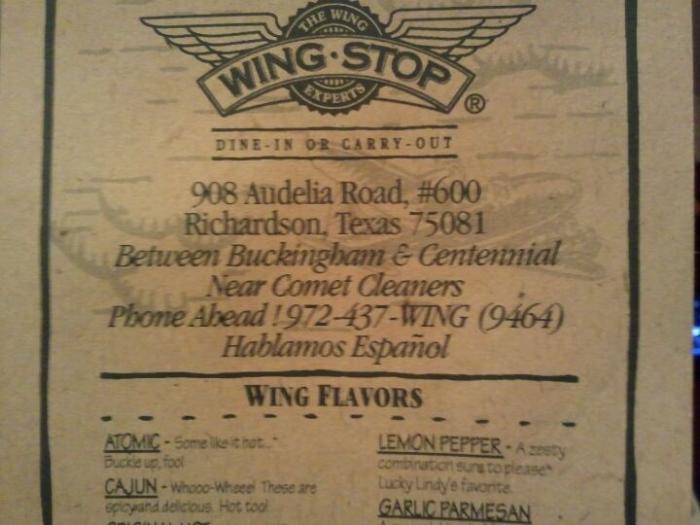 THE WING
WING·STOP
EXPERTS
®
DINE-IN OR CARRY-OUT
908 Audelia Road, #600
Richardson, Texas 75081
Between Buckingham & Centennial
Near Comet Cleaners
Phone Ahead ! 972-437-WING (9464)
Hablamos Español
WING FLAVORS
ATOMIC - Some like it hot..."
Buckle up, fool
CAJUN - Whooo-Wheee! These are
spicy and delicious. Hot too!
ORIGINAL HOT
LEMON PEPPER - A zesty
combination sure to please*
Lucky Lindy's favorite.
GARLIC PARMESAN